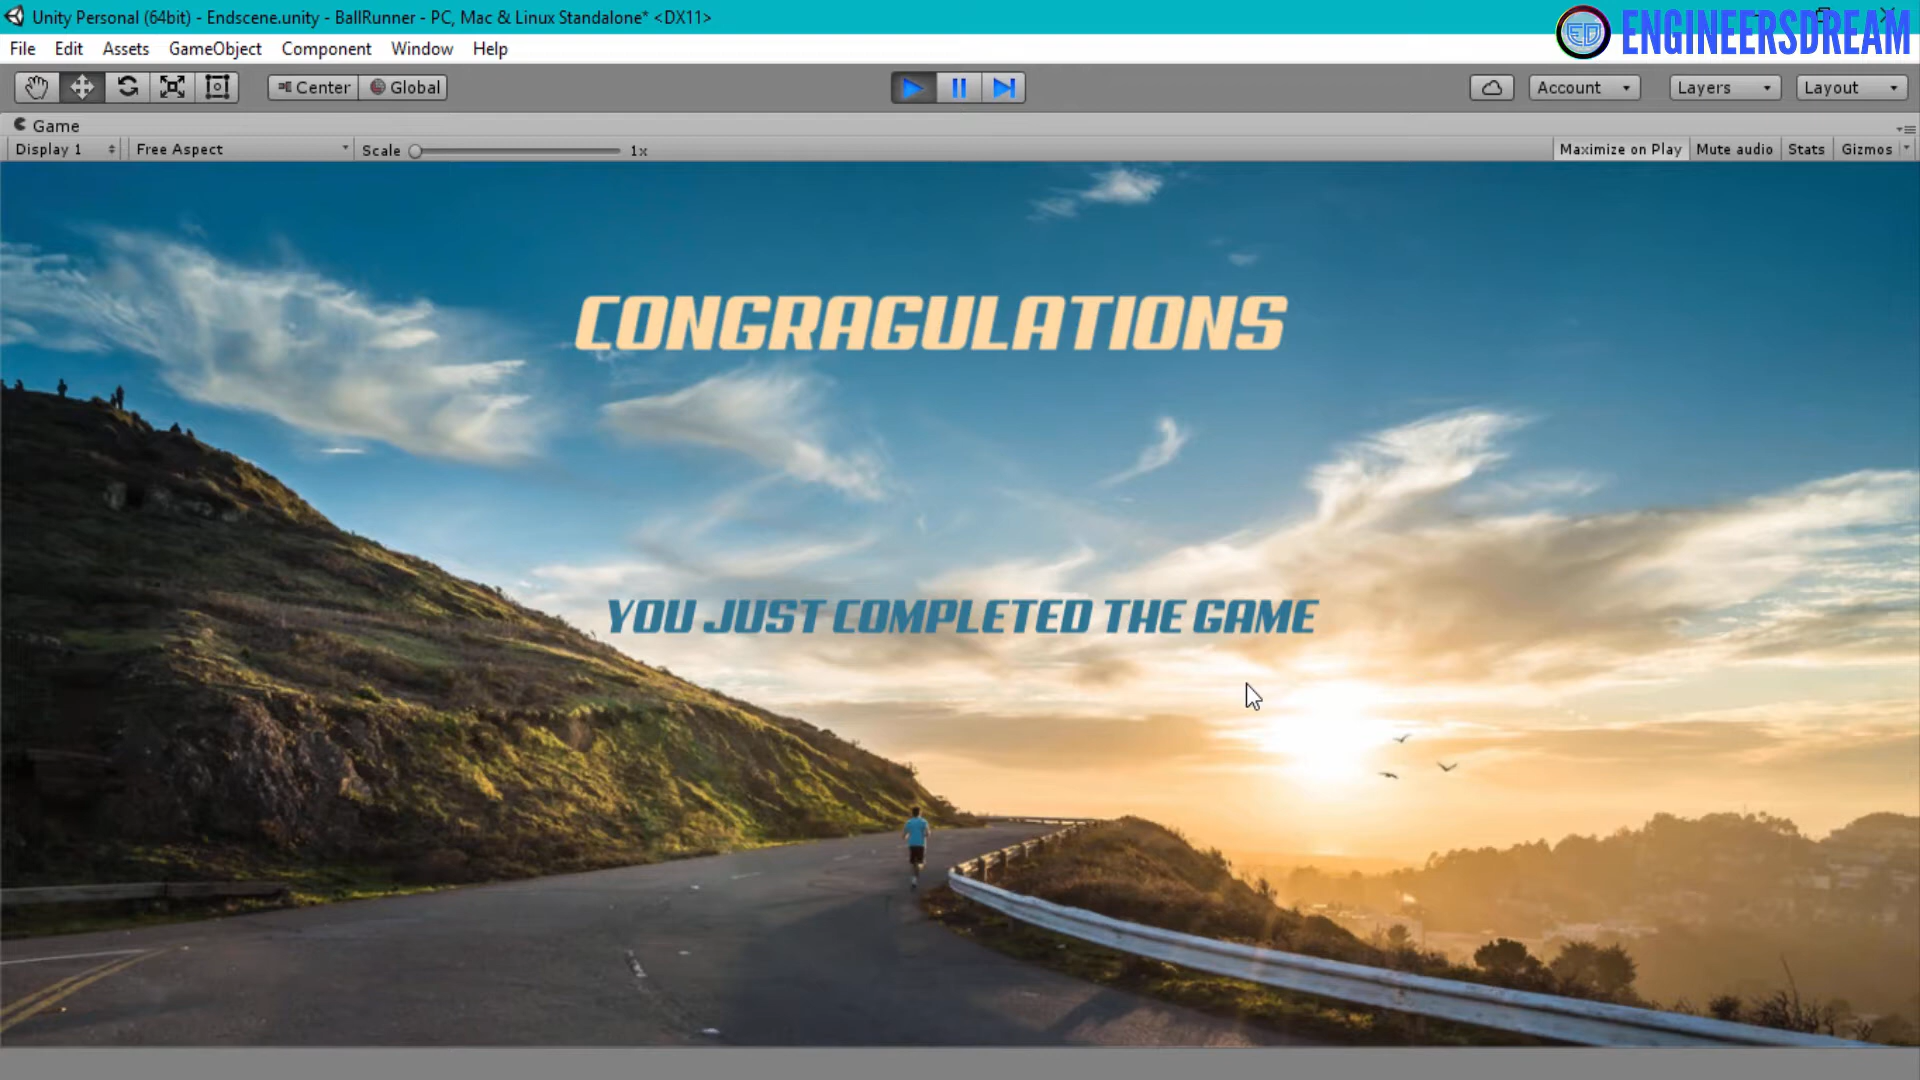 Unity Personal (64bit) - Endscene.unity - BallRunner - PC, Mac & Linux Standalone* <DX11>
ED ENGINEERSDREAM
File Edit Assets GameObject Component Window Help
Center Global Account Layers Layout
Game
Display 1 Free Aspect Scale 1x Maximize on Play Mute audio Stats Gizmos
CONGRAGULATIONS
YOU JUST COMPLETED THE GAME